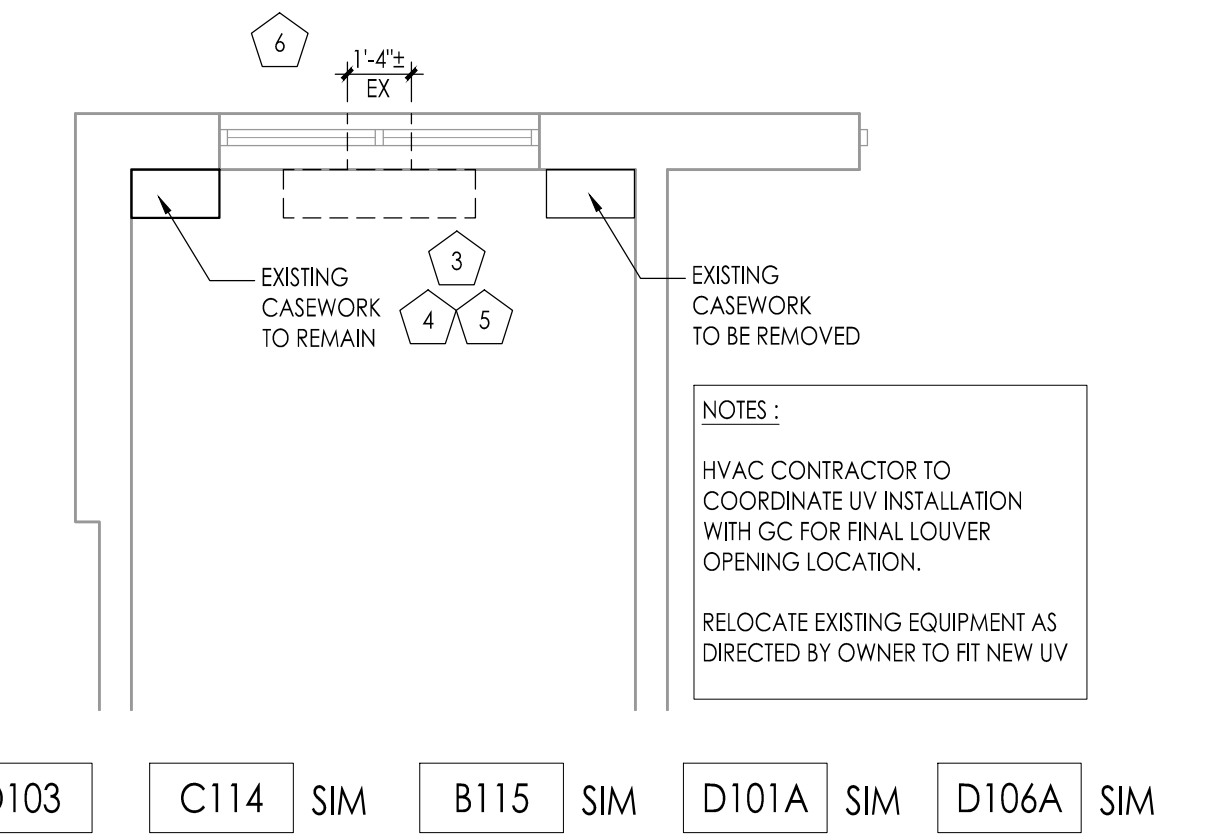 6
1'-4"±
EX
3
4 5
EXISTING
CASEWORK
TO REMAIN
EXISTING
CASEWORK
TO BE REMOVED
NOTES :
HVAC CONTRACTOR TO
COORDINATE UV INSTALLATION
WITH GC FOR FINAL LOUVER
OPENING LOCATION.
RELOCATE EXISTING EQUIPMENT AS
DIRECTED BY OWNER TO FIT NEW UV
103 C114 SIM B115 SIM D101A SIM D106A SIM